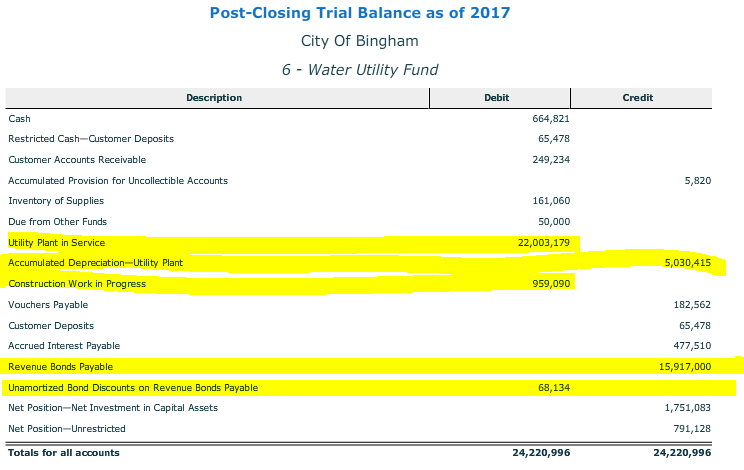 Post-Closing Trial Balance as of 2017
City Of Bingham
6 - Water Utility Fund
Description Debit Credit
Cash 664,821
Restricted Cash—Customer Deposits 65,478
Customer Accounts Receivable 249,234
Accumulated Provision for Uncollectible Accounts 5,820
Inventory of Supplies 161,060
Due from Other Funds 50,000
Utility Plant in Service 22,003,179
Accumulated Depreciation—Utility Plant 5,030,415
Construction Work in Progress 959,090
Vouchers Payable 182,562
Customer Deposits 65,478
Accrued Interest Payable 477,510
Revenue Bonds Payable 15,917,000
Unamortized Bond Discounts on Revenue Bonds Payable 68,134
Net Position—Net Investment in Capital Assets 1,751,083
Net Position—Unrestricted 791,128
Totals for all accounts 24,220,996 24,220,996